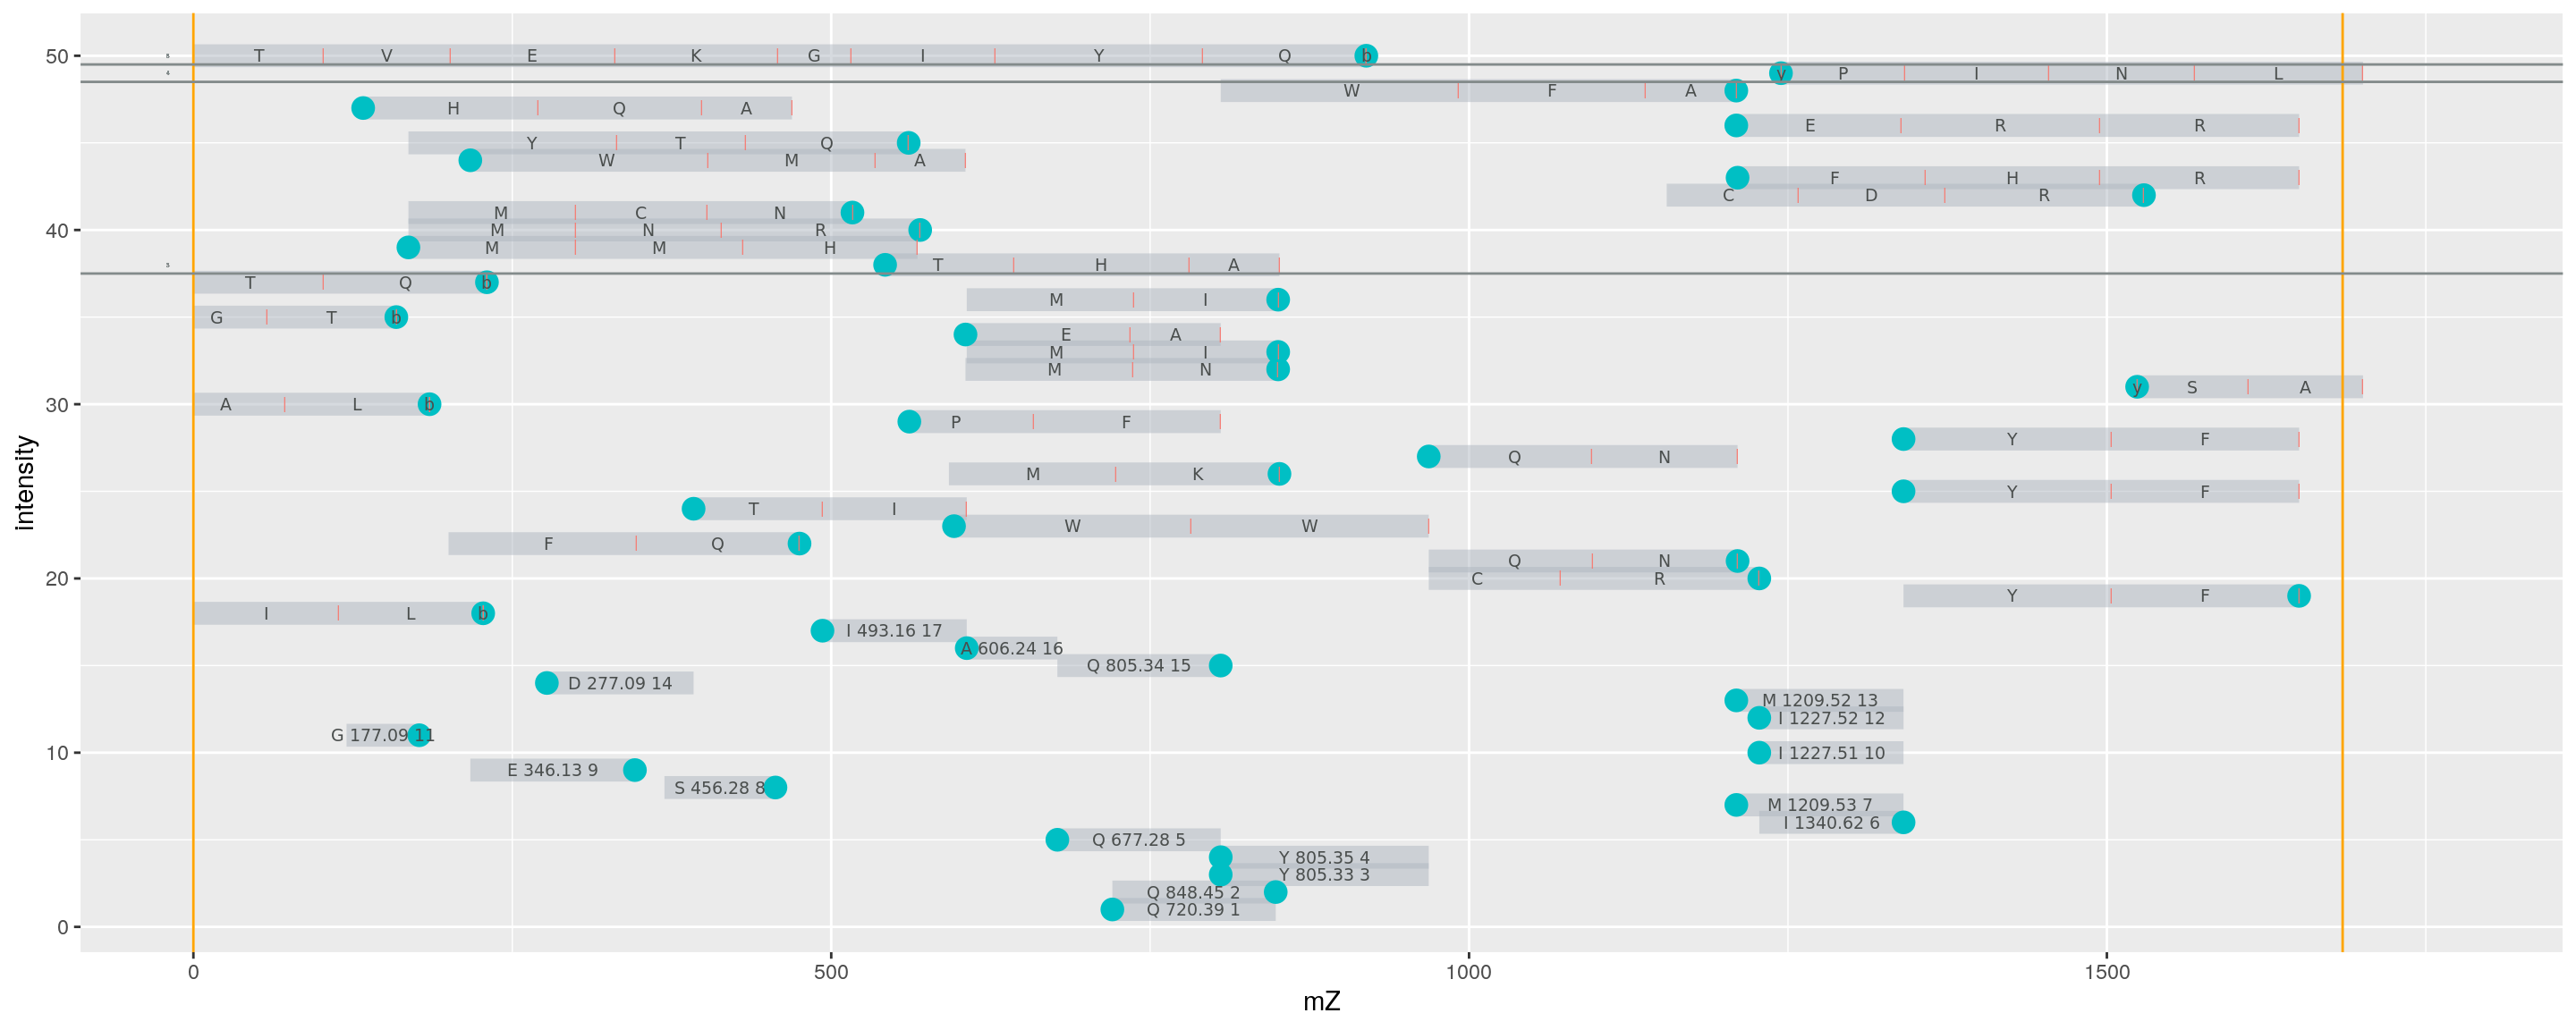 50 8 T V E K G I Y Q b
4 y P I N L
W F A
H Q A
E R R
Y T Q
W M A
F H R
C D R
M C N
40 M N R
M M H
3 T H A
T Q b
M I
G T b
E A
M I
M N
y S A
30 A L b
P F
Y F
Q N
M K
Y F
T I
W W
F Q
Q N
20 C R
Y F
I L b
I 493.16 17
A 606.24 16
Q 805.34 15
D 277.09 14
M 1209.52 13
I 1227.52 12
G 177.09 11
10 I 1227.51 10
E 346.13 9
S 456.28 8
M 1209.53 7
I 1340.62 6
Q 677.28 5
Y 805.35 4
Y 805.33 3
Q 848.45 2
Q 720.39 1
0
intensity
0 500 1000 1500
mZ